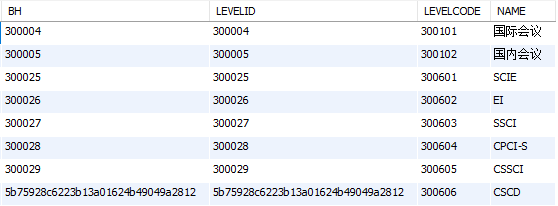 BH LEVELID LEVELCODE NAME
300004 300004 300101 国际会议
300005 300005 300102 国内会议
300025 300025 300601 SCIE
300026 300026 300602 EI
300027 300027 300603 SSCI
300028 300028 300604 CPCI-S
300029 300029 300605 CSSCI
5b75928c6223b13a01624b49049a2812 5b75928c6223b13a01624b49049a2812 300606 CSCD